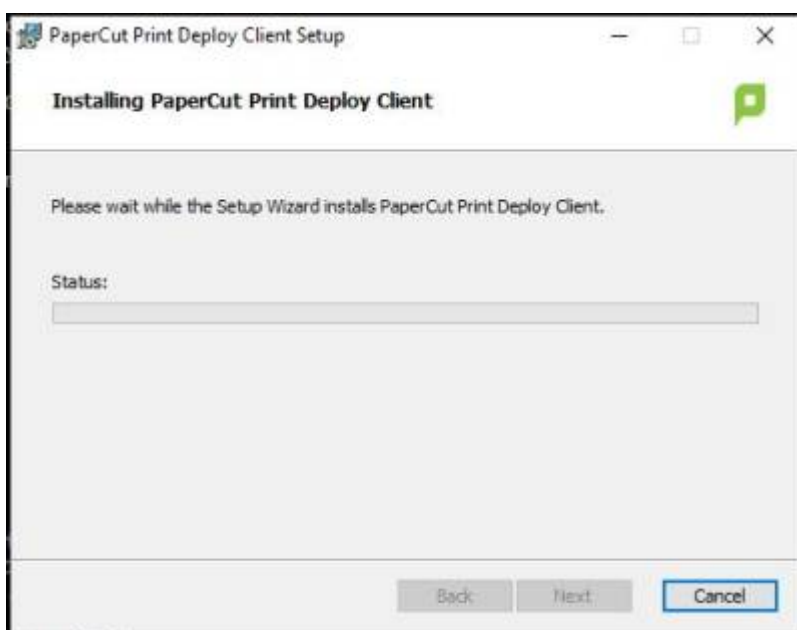 PaperCut Print Deploy Client Setup
Installing PaperCut Print Deploy Client
Please wait while the Setup Wizard installs PaperCut Print Deploy Client.
Status:
Back Next Cancel